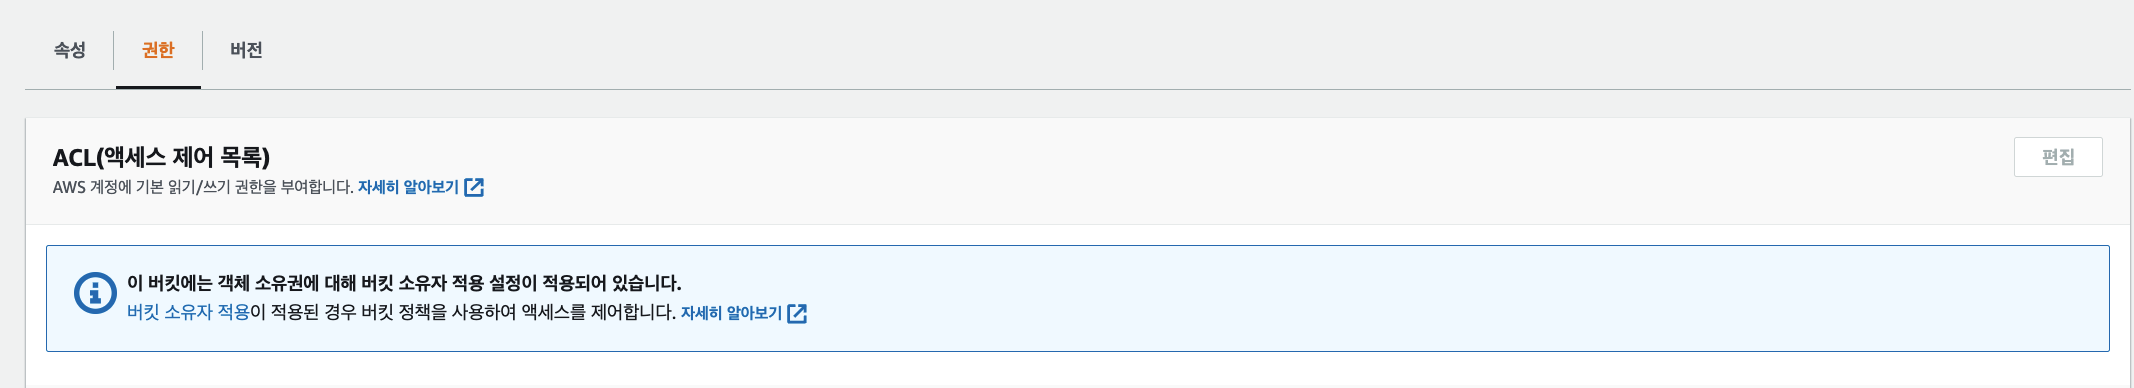 속성 권한 버전
ACL(액세스 제어 목록) 편집
AWS 계정에 기본 읽기/쓰기 권한을 부여합니다. 자세히 알아보기
이 버킷에는 객체 소유권에 대해 버킷 소유자 적용 설정이 적용되어 있습니다.
버킷 소유자 적용이 적용된 경우 버킷 정책을 사용하여 액세스를 제어합니다. 자세히 알아보기